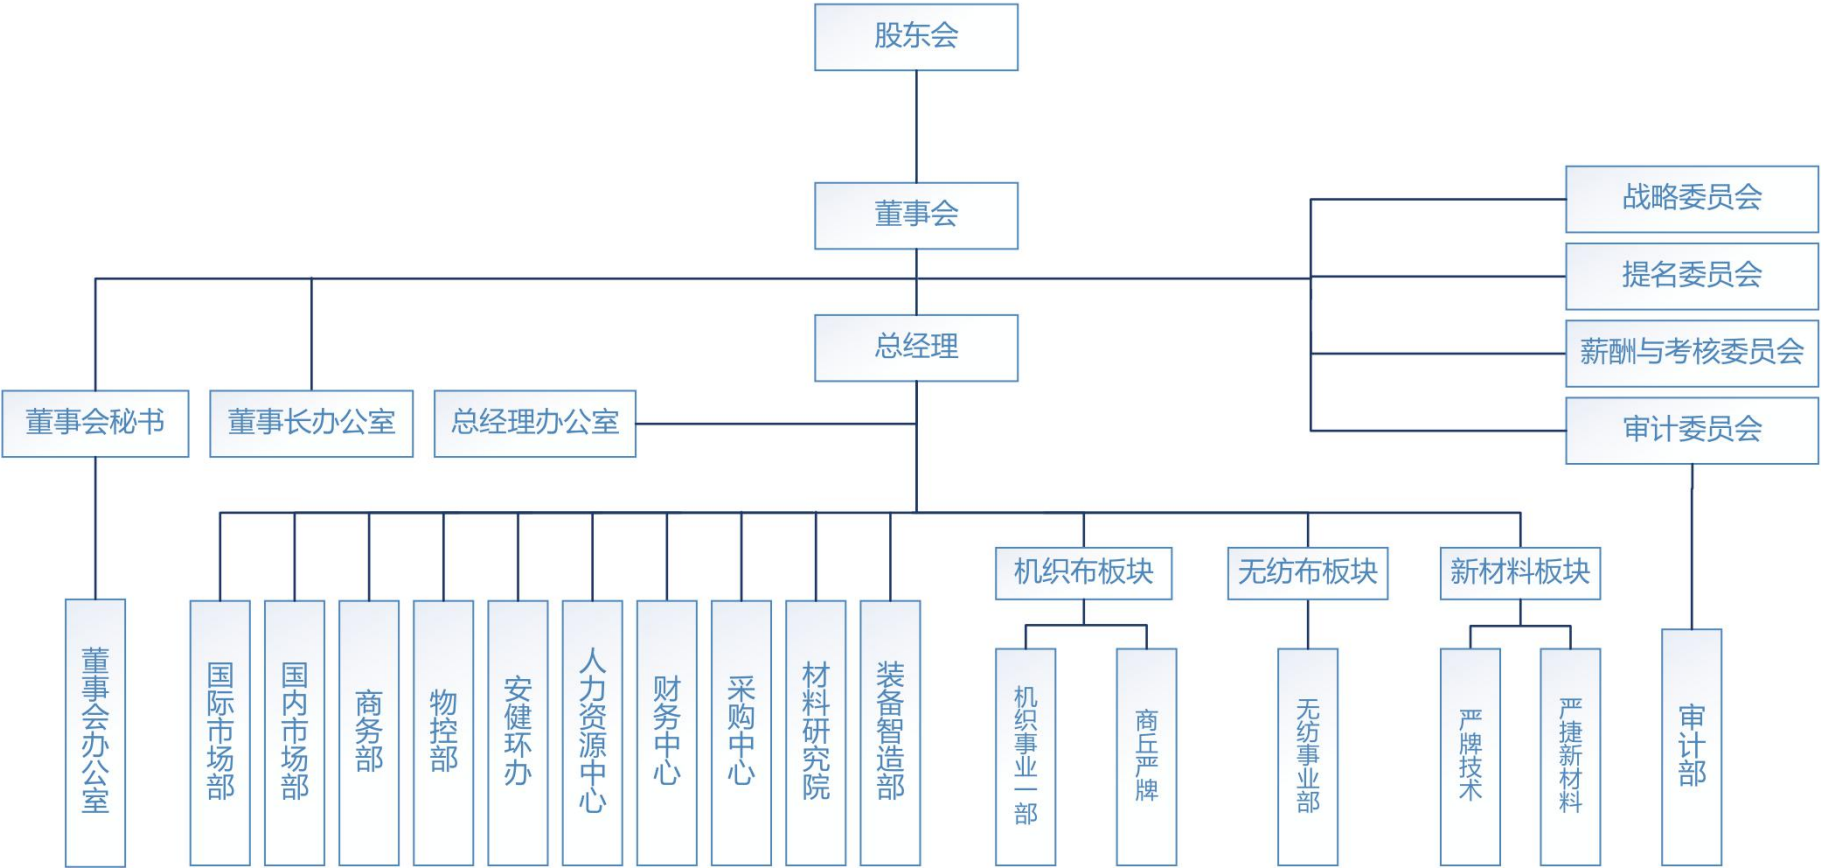 股东会
董事会
战略委员会
提名委员会
总经理
薪酬与考核委员会
董事会秘书
董事长办公室
总经理办公室
审计委员会
机织布板块
无纺布板块
新材料板块
董事会办公室
国际市场部
国内市场部
商务部
物控部
安健环办
人力资源中心
财务中心
采购中心
材料研究院
装备智造部
机织事业一部
商丘严牌
无纺事业部
严牌技术
严捷新材料
审计部